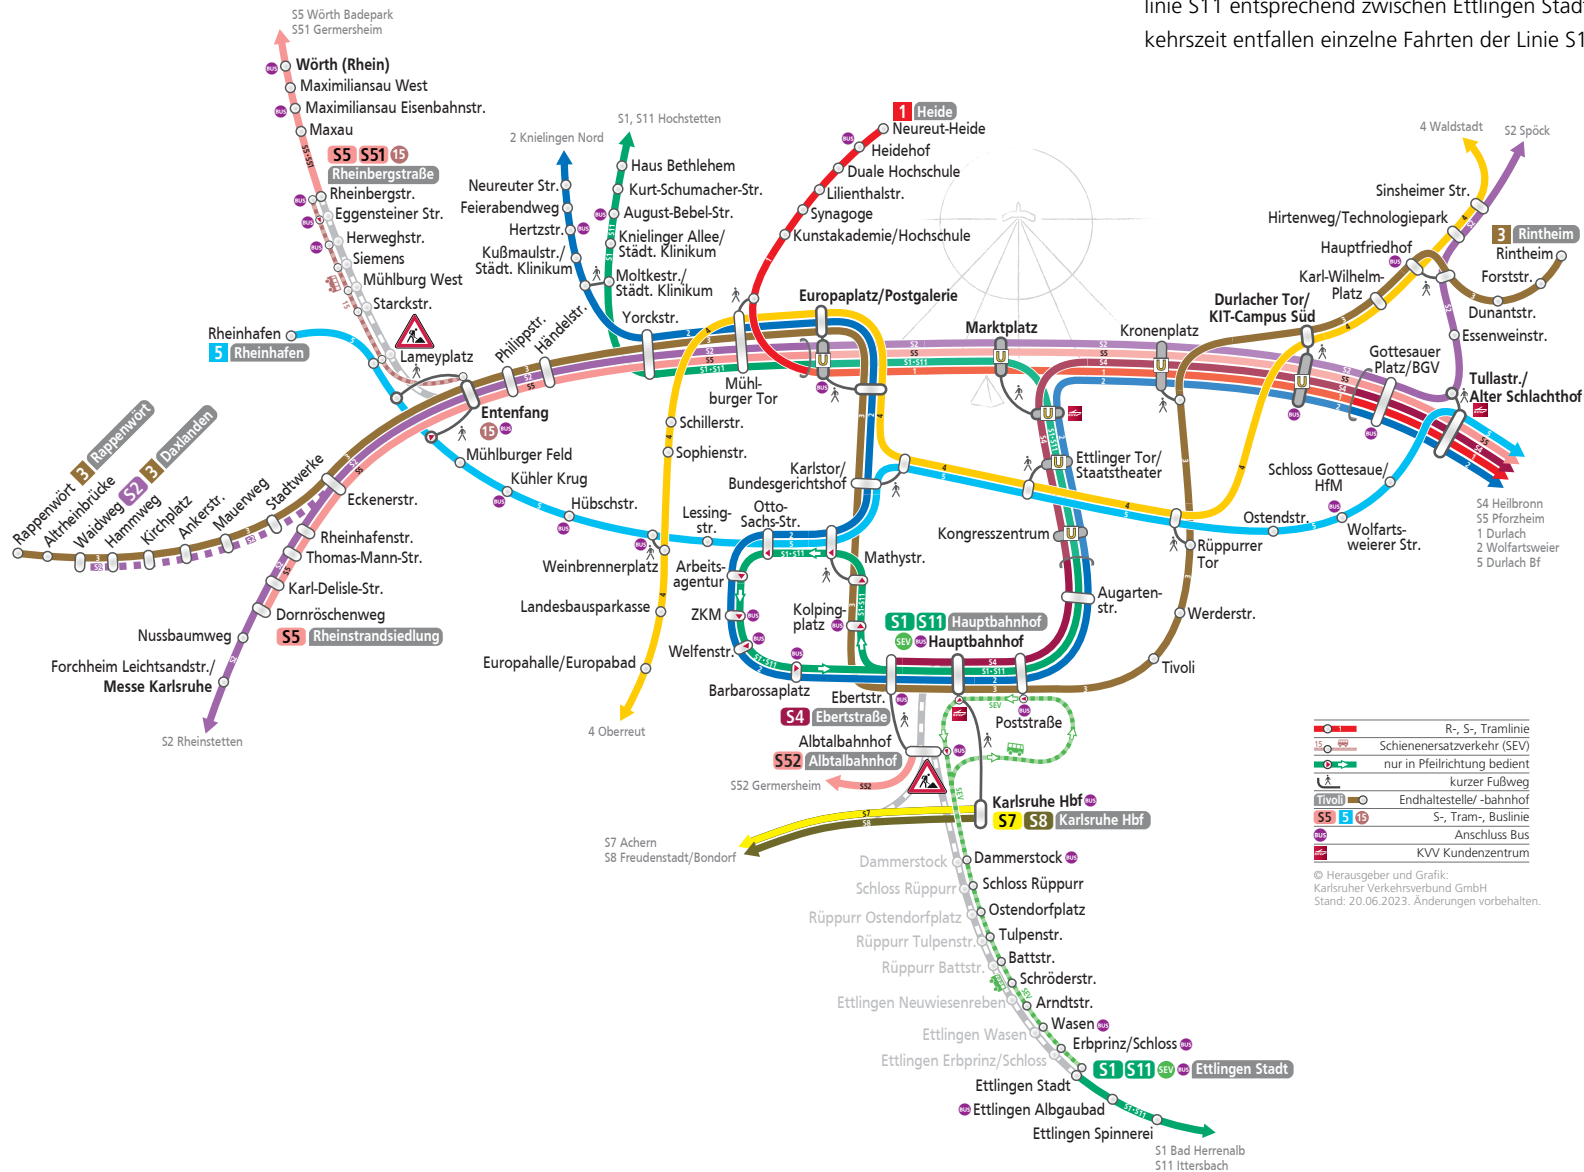 linie S11 entsprechend zwischen Ettlingen Stad
kehrszeit entfallen einzelne Fahrten der Linie S1
S5 Wörth Badepark
S51 Germersheim
Wörth (Rhein)
Maximiliansau West
Maximiliansau Eisenbahnstr.
Maxau
S5 S51 15
Rheinbergstraße
Rheinbergstr.
Eggensteiner Str.
Herweghstr.
Siemens
Mühlburg West
Starckstr.
Lameyplatz
Rheinhafen
5 Rheinhafen
2 Knielingen Nord
Neureuter Str.
Feierabendweg
Hertzstr.
Kußmaulstr./
Städt. Klinikum
S1, S11 Hochstetten
Haus Bethlehem
Kurt-Schumacher-Str.
August-Bebel-Str.
Knielinger Allee/
Städt. Klinikum
Moltkestr./
Städt. Klinikum
1 Heide
Neureut-Heide
Heidehof
Duale Hochschule
Lilienthalstr.
Synagoge
Kunstakademie/Hochschule
Europaplatz/Postgalerie
Yorckstr.
Philippstr.
Händelstr.
Mühl-
burger Tor
Marktplatz
Kronenplatz
Durlacher Tor/
KIT-Campus Süd
4 Waldstadt
S2 Spöck
Sinsheimer Str.
Hirtenweg/Technologiepark
Hauptfriedhof
Karl-Wilhelm-
Platz
3 Rintheim
Rintheim
Forststr.
Dunantstr.
Essenweinstr.
Gottesauer
Platz/BGV
Tullastr./
Alter Schlachthof
Schloss Gottesaue/
HfM
Ostendstr.
Wolfarts-
weierer Str.
S4 Heilbronn
S5 Pforzheim
1 Durlach
2 Wolfartsweier
5 Durlach Bf
Entenfang
15 BUS
Mühlburger Feld
Kühler Krug
Hübschstr.
Schillerstr.
Sophienstr.
Lessing-
str.
Otto-
Sachs-Str.
Karlstor/
Bundesgerichtshof
Ettlinger Tor/
Staatstheater
Kongresszentrum
Rüppurrer
Tor
Werderstr.
Tivoli
Augarten-
str.
Mathystr.
Kolping-
platz
Arbeits-
agentur
ZKM
Welfenstr.
Barbarossaplatz
Weinbrennerplatz
Landesbausparkasse
Europahalle/Europabad
4 Oberreut
Rappenwört 3 Rappenwört
Altrheinbrücke
Waidweg S2 3 Daxlanden
Hammweg
Kirchplatz
Ankerstr.
Mauerweg
Stadtwerke
Eckenerstr.
Rheinhafenstr.
Thomas-Mann-Str.
Karl-Delisle-Str.
Dornröschenweg
S5 Rheinstrandsiedlung
Nussbaumweg
Forchheim Leichtsandstr./
Messe Karlsruhe
S2 Rheinstetten
S1 S11 Hauptbahnhof
SEV BUS Hauptbahnhof
Ebertstr.
S4 Ebertstraße
Poststraße
Albtalbahnhof
S52 Albtalbahnhof
S52 Germersheim
Karlsruhe Hbf BUS
S7 S8 Karlsruhe Hbf
S7 Achern
S8 Freudenstadt/Bondorf
Dammerstock
Dammerstock BUS
Schloss Rüppurr
Schloss Rüppurr
Rüppurr Ostendorfplatz
Ostendorfplatz
Rüppurr Tulpenstr.
Tulpenstr.
Rüppurr Battstr.
Battstr.
Schröderstr.
Ettlingen Neuwiesenreben
Arndtstr.
Ettlingen Wasen
Wasen BUS
Ettlingen Erbprinz/Schloss
Erbprinz/Schloss BUS
S1 S11 SEV BUS Ettlingen Stadt
Ettlingen Stadt
BUS Ettlingen Albgaubad
Ettlingen Spinnerei
S1 Bad Herrenalb
S11 Ittersbach
R-, S-, Tramlinie
Schienenersatzverkehr (SEV)
nur in Pfeilrichtung bedient
kurzer Fußweg
Tivoli Endhaltestelle/ -bahnhof
S5 5 15 S-, Tram-, Buslinie
BUS Anschluss Bus
KVV Kundenzentrum
© Herausgeber und Grafik:
Karlsruher Verkehrsverbund GmbH
Stand: 20.06.2023. Änderungen vorbehalten.